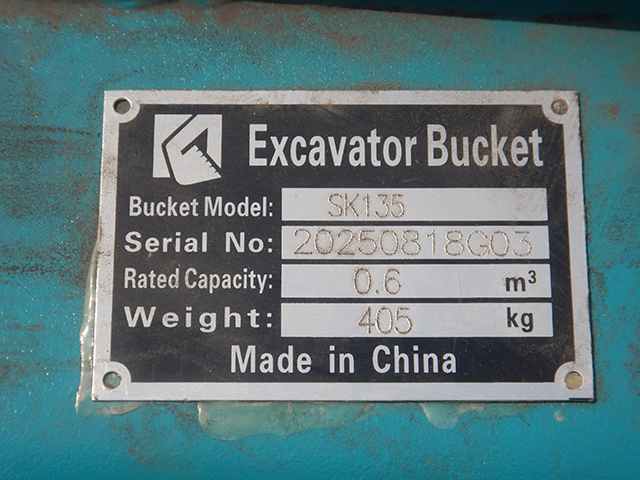 Excavator Bucket
Bucket Model: SK135
Serial No: 20250818G03
Rated Capacity: 0.6 m³
Weight: 405 kg
Made in China